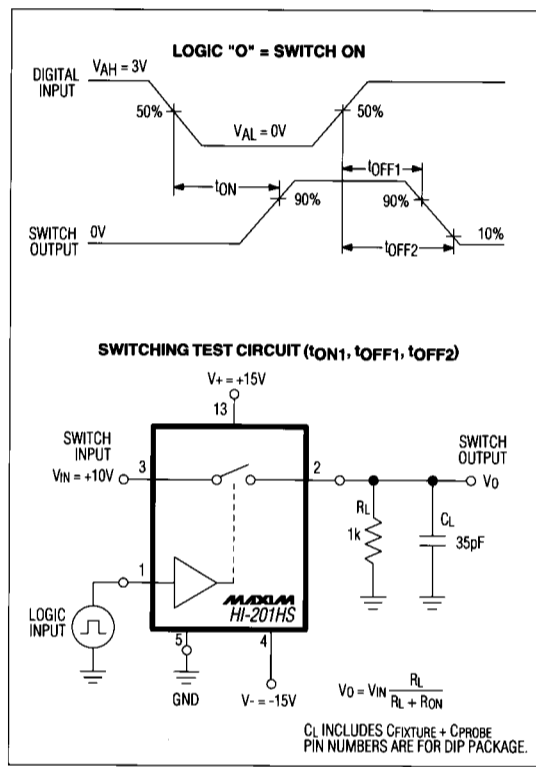 LOGIC "O" = SWITCH ON
DIGITAL INPUT
VAH = 3V
50%
VAL = 0V
50%
tON
tOFF1
90%
90%
SWITCH OUTPUT
0V
tOFF2
10%
SWITCHING TEST CIRCUIT (tON1, tOFF1, tOFF2)
V+ = +15V
13
SWITCH INPUT
VIN = +10V
3
2
SWITCH OUTPUT
VO
RL
1k
CL
35pF
1
LOGIC INPUT
MAXIM
HI-201HS
5
4
GND
V- = -15V
VO = VIN RL / RL + RON
CL INCLUDES CFIXTURE + CPROBE
PIN NUMBERS ARE FOR DIP PACKAGE.